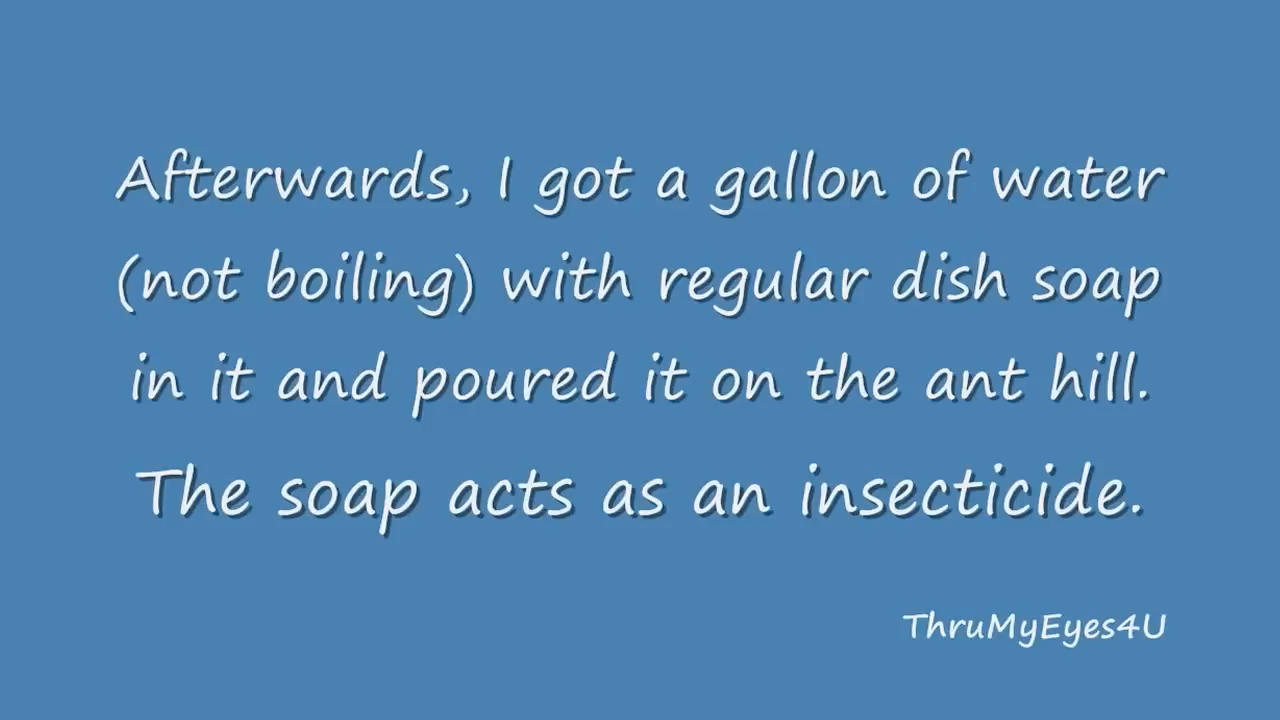 Afterwards, I got a gallon of water
(not boiling) with regular dish soap
in it and poured it on the ant hill.
The soap acts as an insecticide.
ThruMyEyes4U